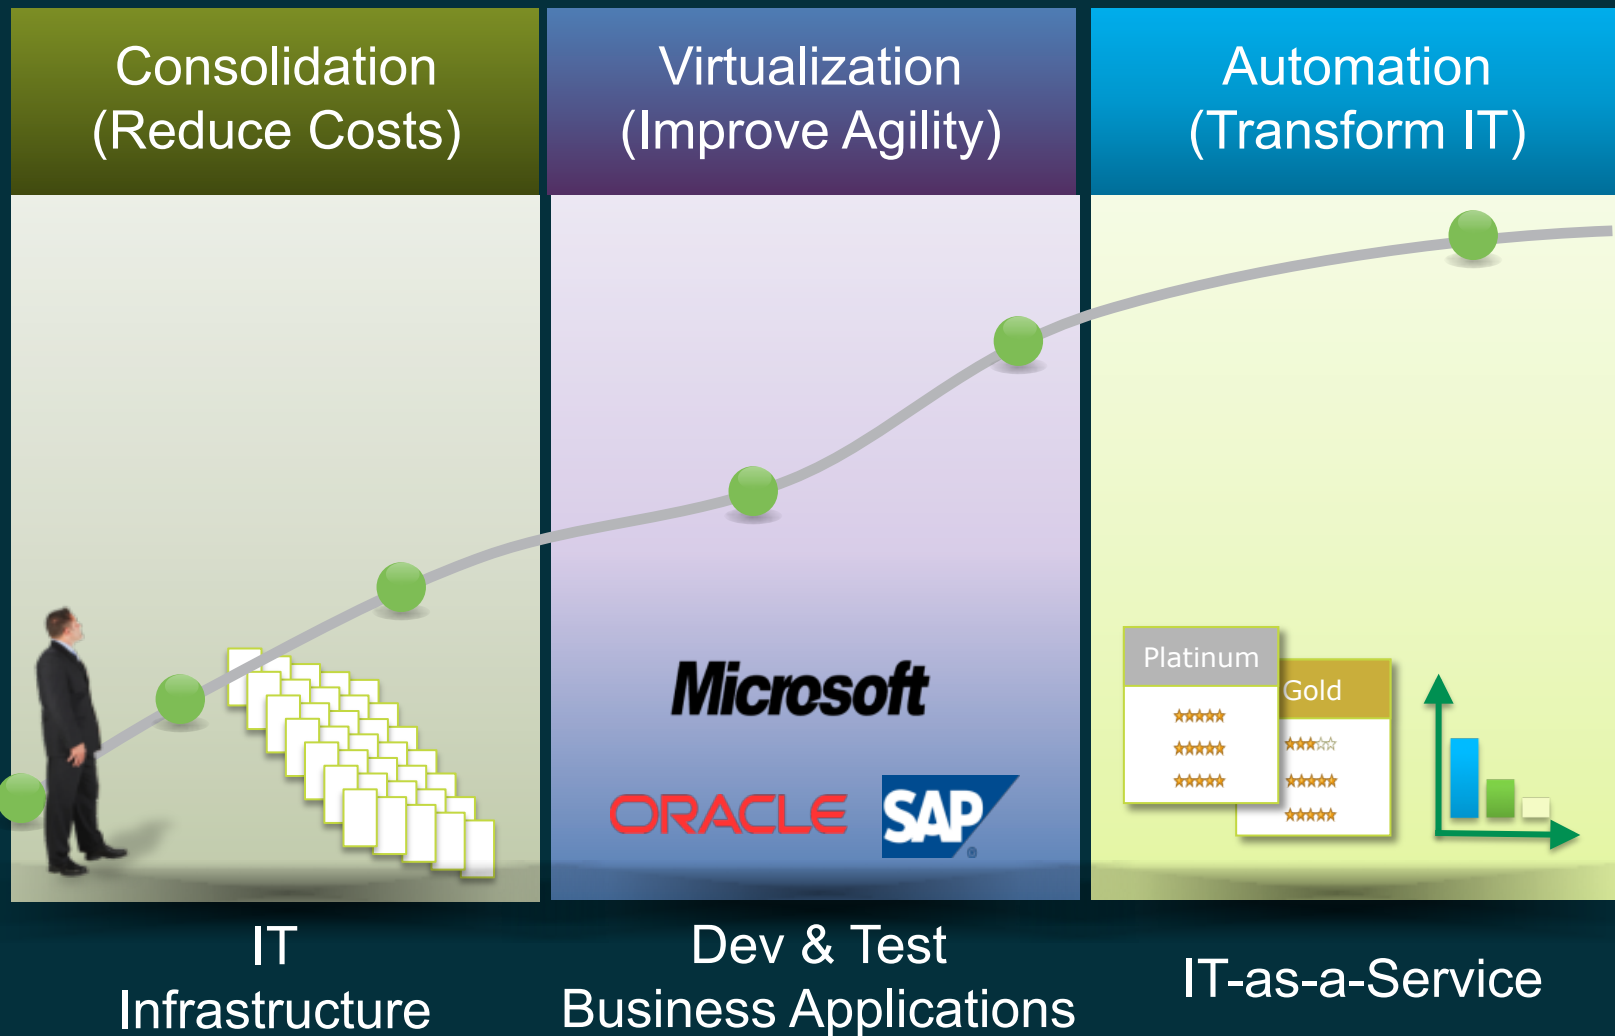 Consolidation
(Reduce Costs)
Virtualization
(Improve Agility)
Automation
(Transform IT)
Microsoft
ORACLE
SAP
®
Platinum
Gold
IT
Infrastructure
Dev & Test
Business Applications
IT-as-a-Service